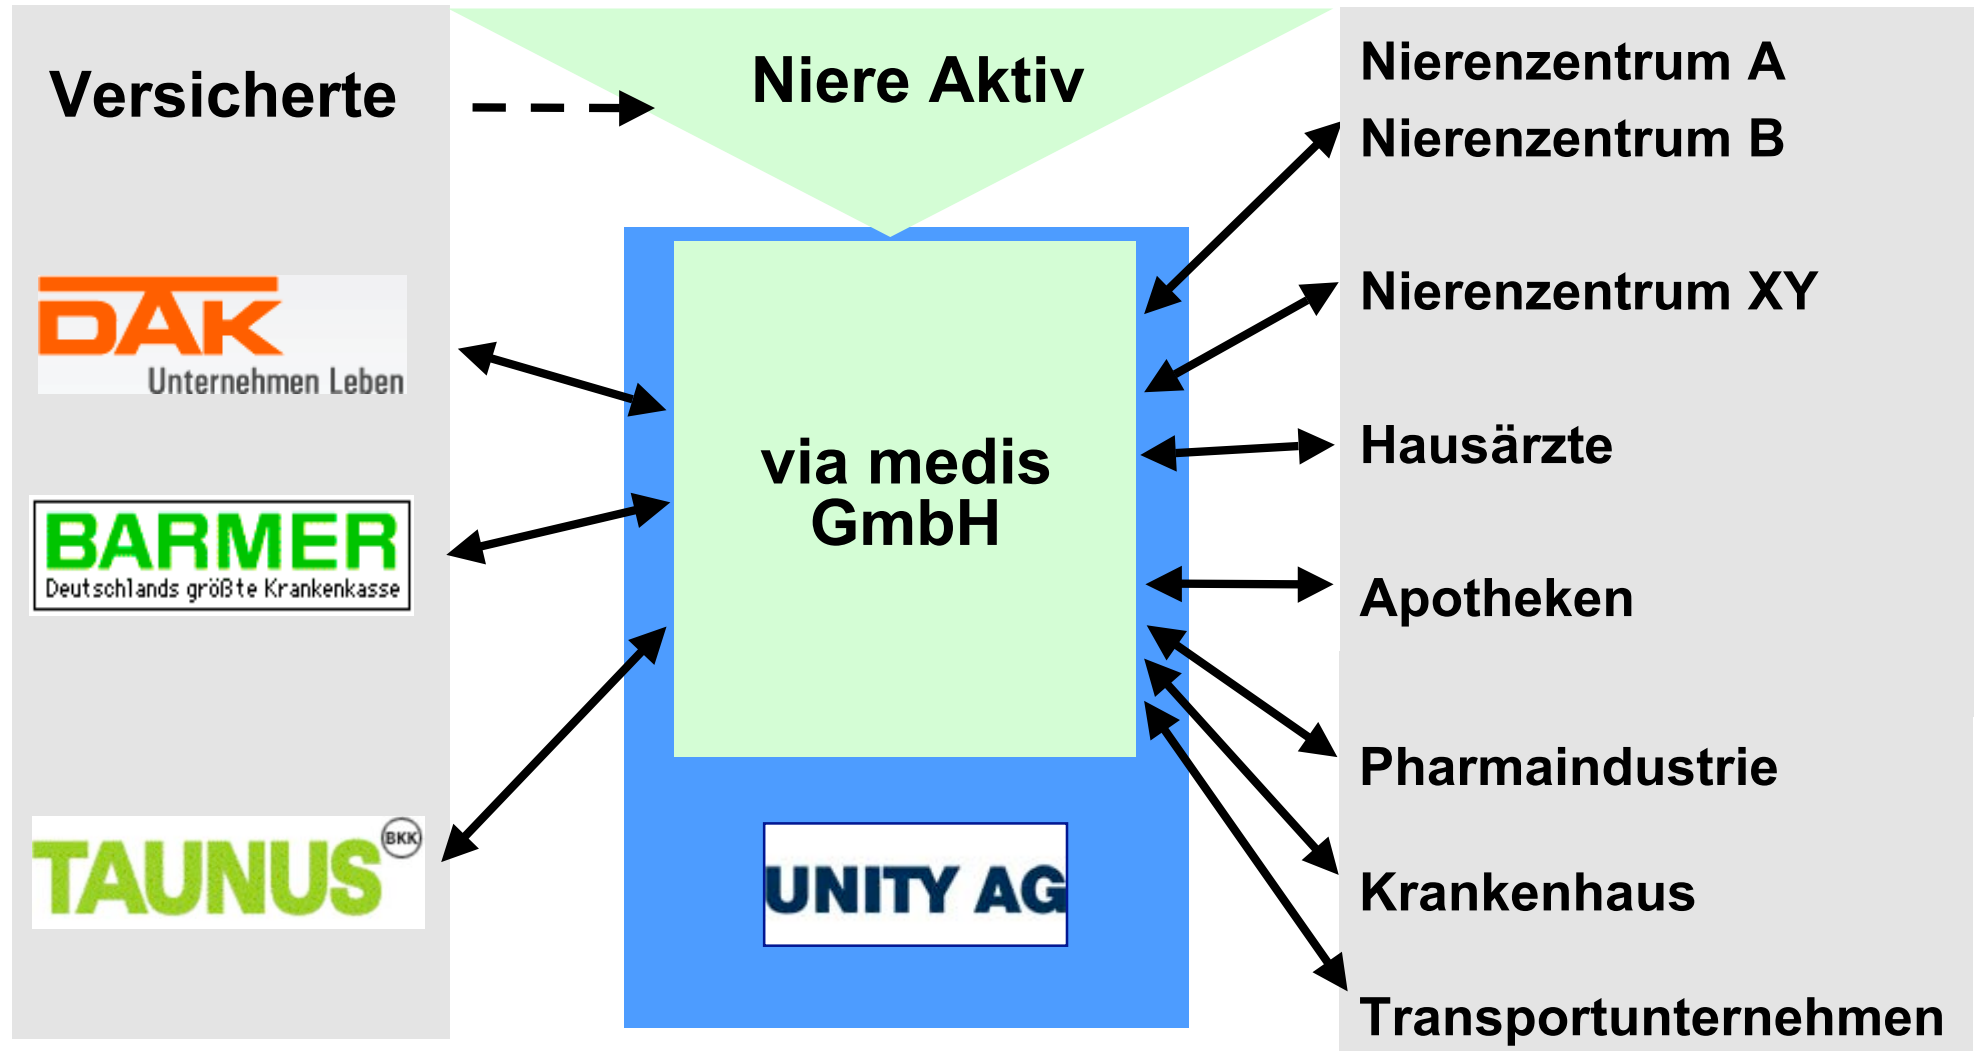 Versicherte
DAK
Unternehmen Leben
BARMER
Deutschlands größte Krankenkasse
TAUNUS BKK
Niere Aktiv
via medis
GmbH
UNITY AG
Nierenzentrum A
Nierenzentrum B
Nierenzentrum XY
Hausärzte
Apotheken
Pharmaindustrie
Krankenhaus
Transportunternehmen